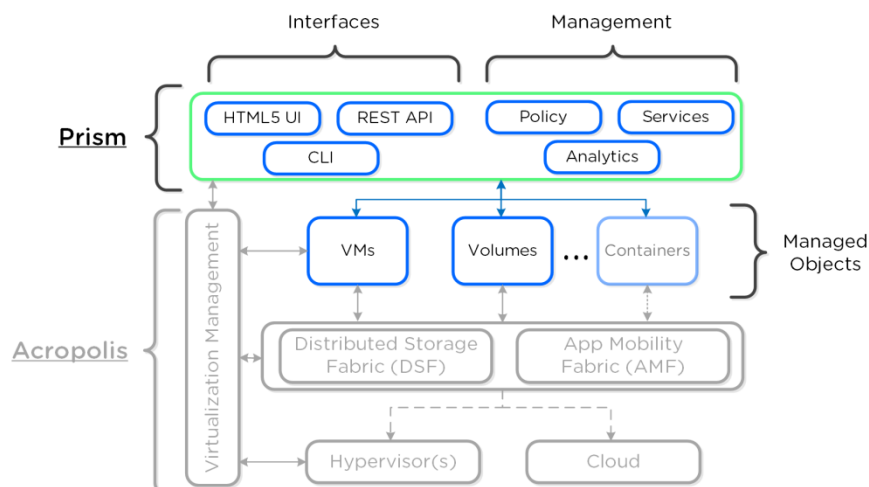 Interfaces
Management
Prism
HTML5 UI
REST API
Policy
Services
CLI
Analytics
Acropolis
Virtualization Management
VMs
Volumes
...
Containers
Managed
Objects
Distributed Storage
Fabric (DSF)
App Mobility
Fabric (AMF)
Hypervisor(s)
Cloud